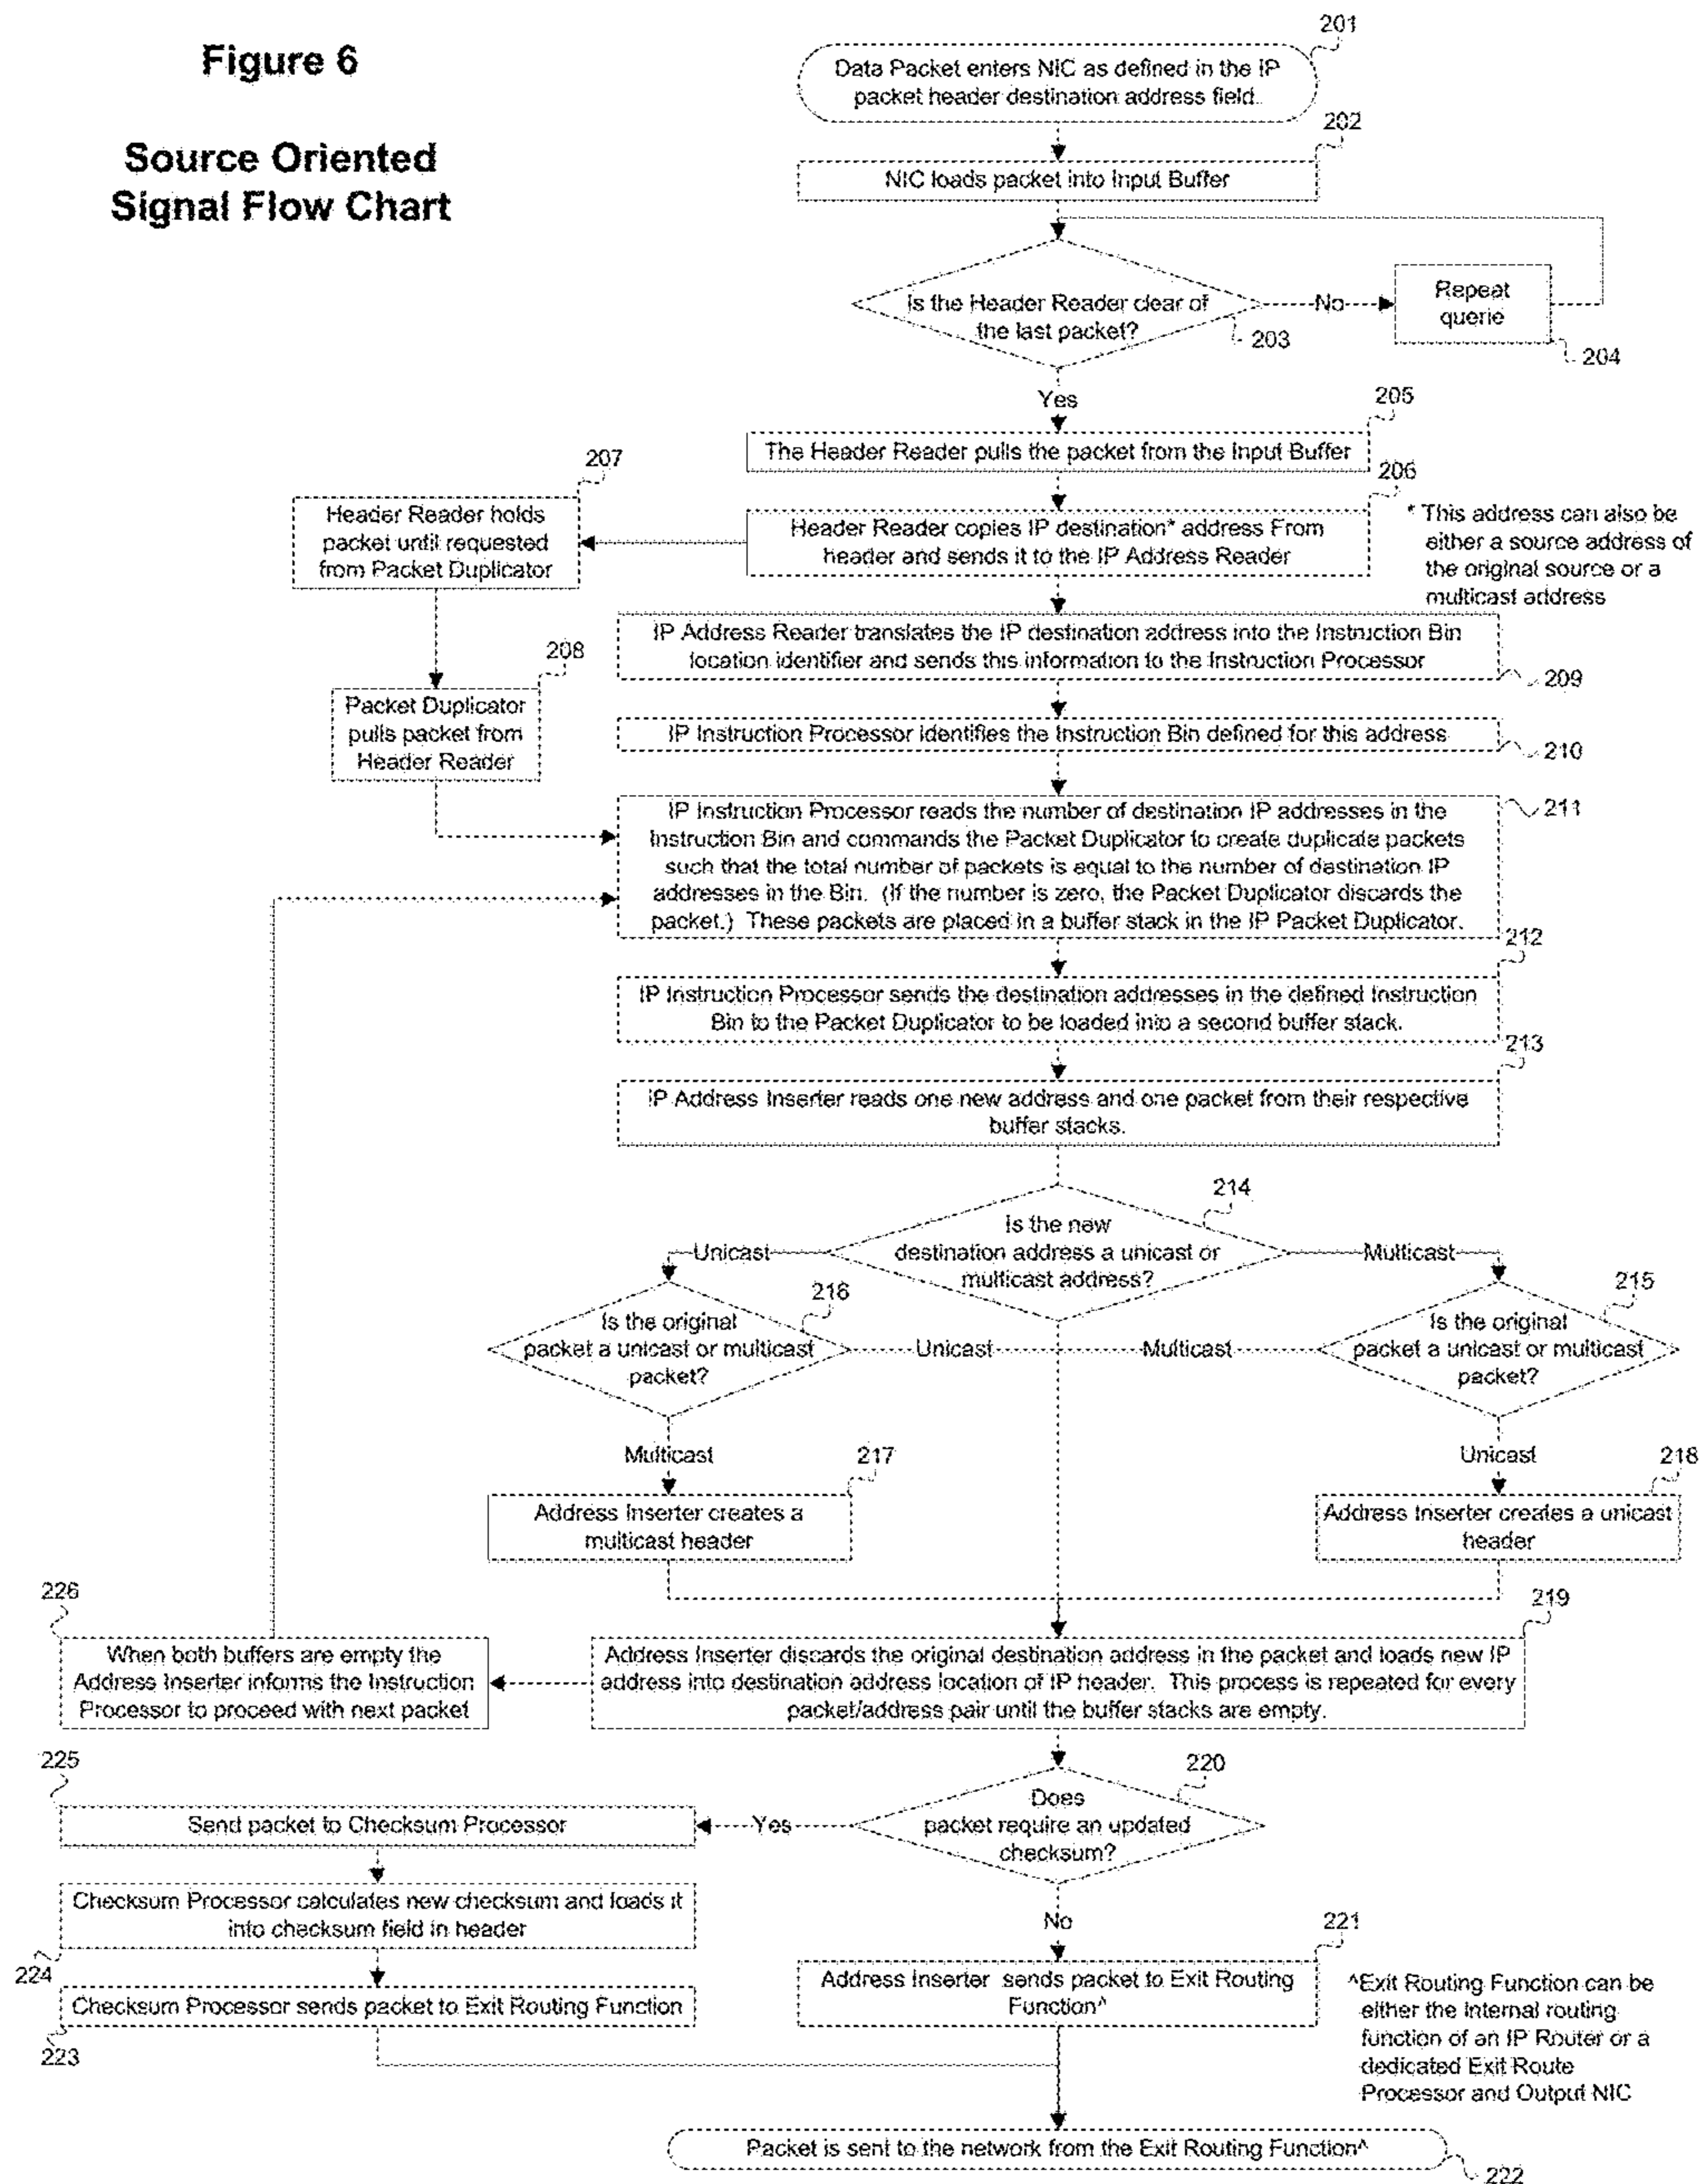 Figure 6
Source Oriented
Signal Flow Chart
201
Data Packet enters NIC as defined in the IP
packet header destination address field.
202
NIC loads packet into Input Buffer
Is the Header Reader clear of
the last packet?
203
No
Repeat
querie
204
Yes
205
The Header Reader pulls the packet from the Input Buffer
206
Header Reader copies IP destination* address From
header and sends it to the IP Address Reader
* This address can also be
either a source address of
the original source or a
multicast address
207
Header Reader holds
packet until requested
from Packet Duplicator
208
Packet Duplicator
pulls packet from
Header Reader
IP Address Reader translates the IP destination address into the Instruction Bin
location identifier and sends this information to the Instruction Processor
209
IP Instruction Processor identifies the Instruction Bin defined for this address
210
IP Instruction Processor reads the number of destination IP addresses in the
Instruction Bin and commands the Packet Duplicator to create duplicate packets
such that the total number of packets is equal to the number of destination IP
addresses in the Bin. (If the number is zero, the Packet Duplicator discards the
packet.) These packets are placed in a buffer stack in the IP Packet Duplicator.
211
212
IP Instruction Processor sends the destination addresses in the defined Instruction
Bin to the Packet Duplicator to be loaded into a second buffer stack.
213
IP Address Inserter reads one new address and one packet from their respective
buffer stacks.
214
Is the new
destination address a unicast or
multicast address?
Unicast
Multicast
216
Is the original
packet a unicast or multicast
packet?
Unicast
Multicast
215
Is the original
packet a unicast or multicast
packet?
Multicast
217
Address Inserter creates a
multicast header
Unicast
218
Address Inserter creates a unicast
header
226
When both buffers are empty the
Address Inserter informs the Instruction
Processor to proceed with next packet
219
Address Inserter discards the original destination address in the packet and loads new IP
address into destination address location of IP header. This process is repeated for every
packet/address pair until the buffer stacks are empty.
220
Does
packet require an updated
checksum?
Yes
225
Send packet to Checksum Processor
Checksum Processor calculates new checksum and loads it
into checksum field in header
224
Checksum Processor sends packet to Exit Routing Function
223
No
221
Address Inserter sends packet to Exit Routing
Function^
^Exit Routing Function can be
either the internal routing
function of an IP Router or a
dedicated Exit Route
Processor and Output NIC
Packet is sent to the network from the Exit Routing Function^
222